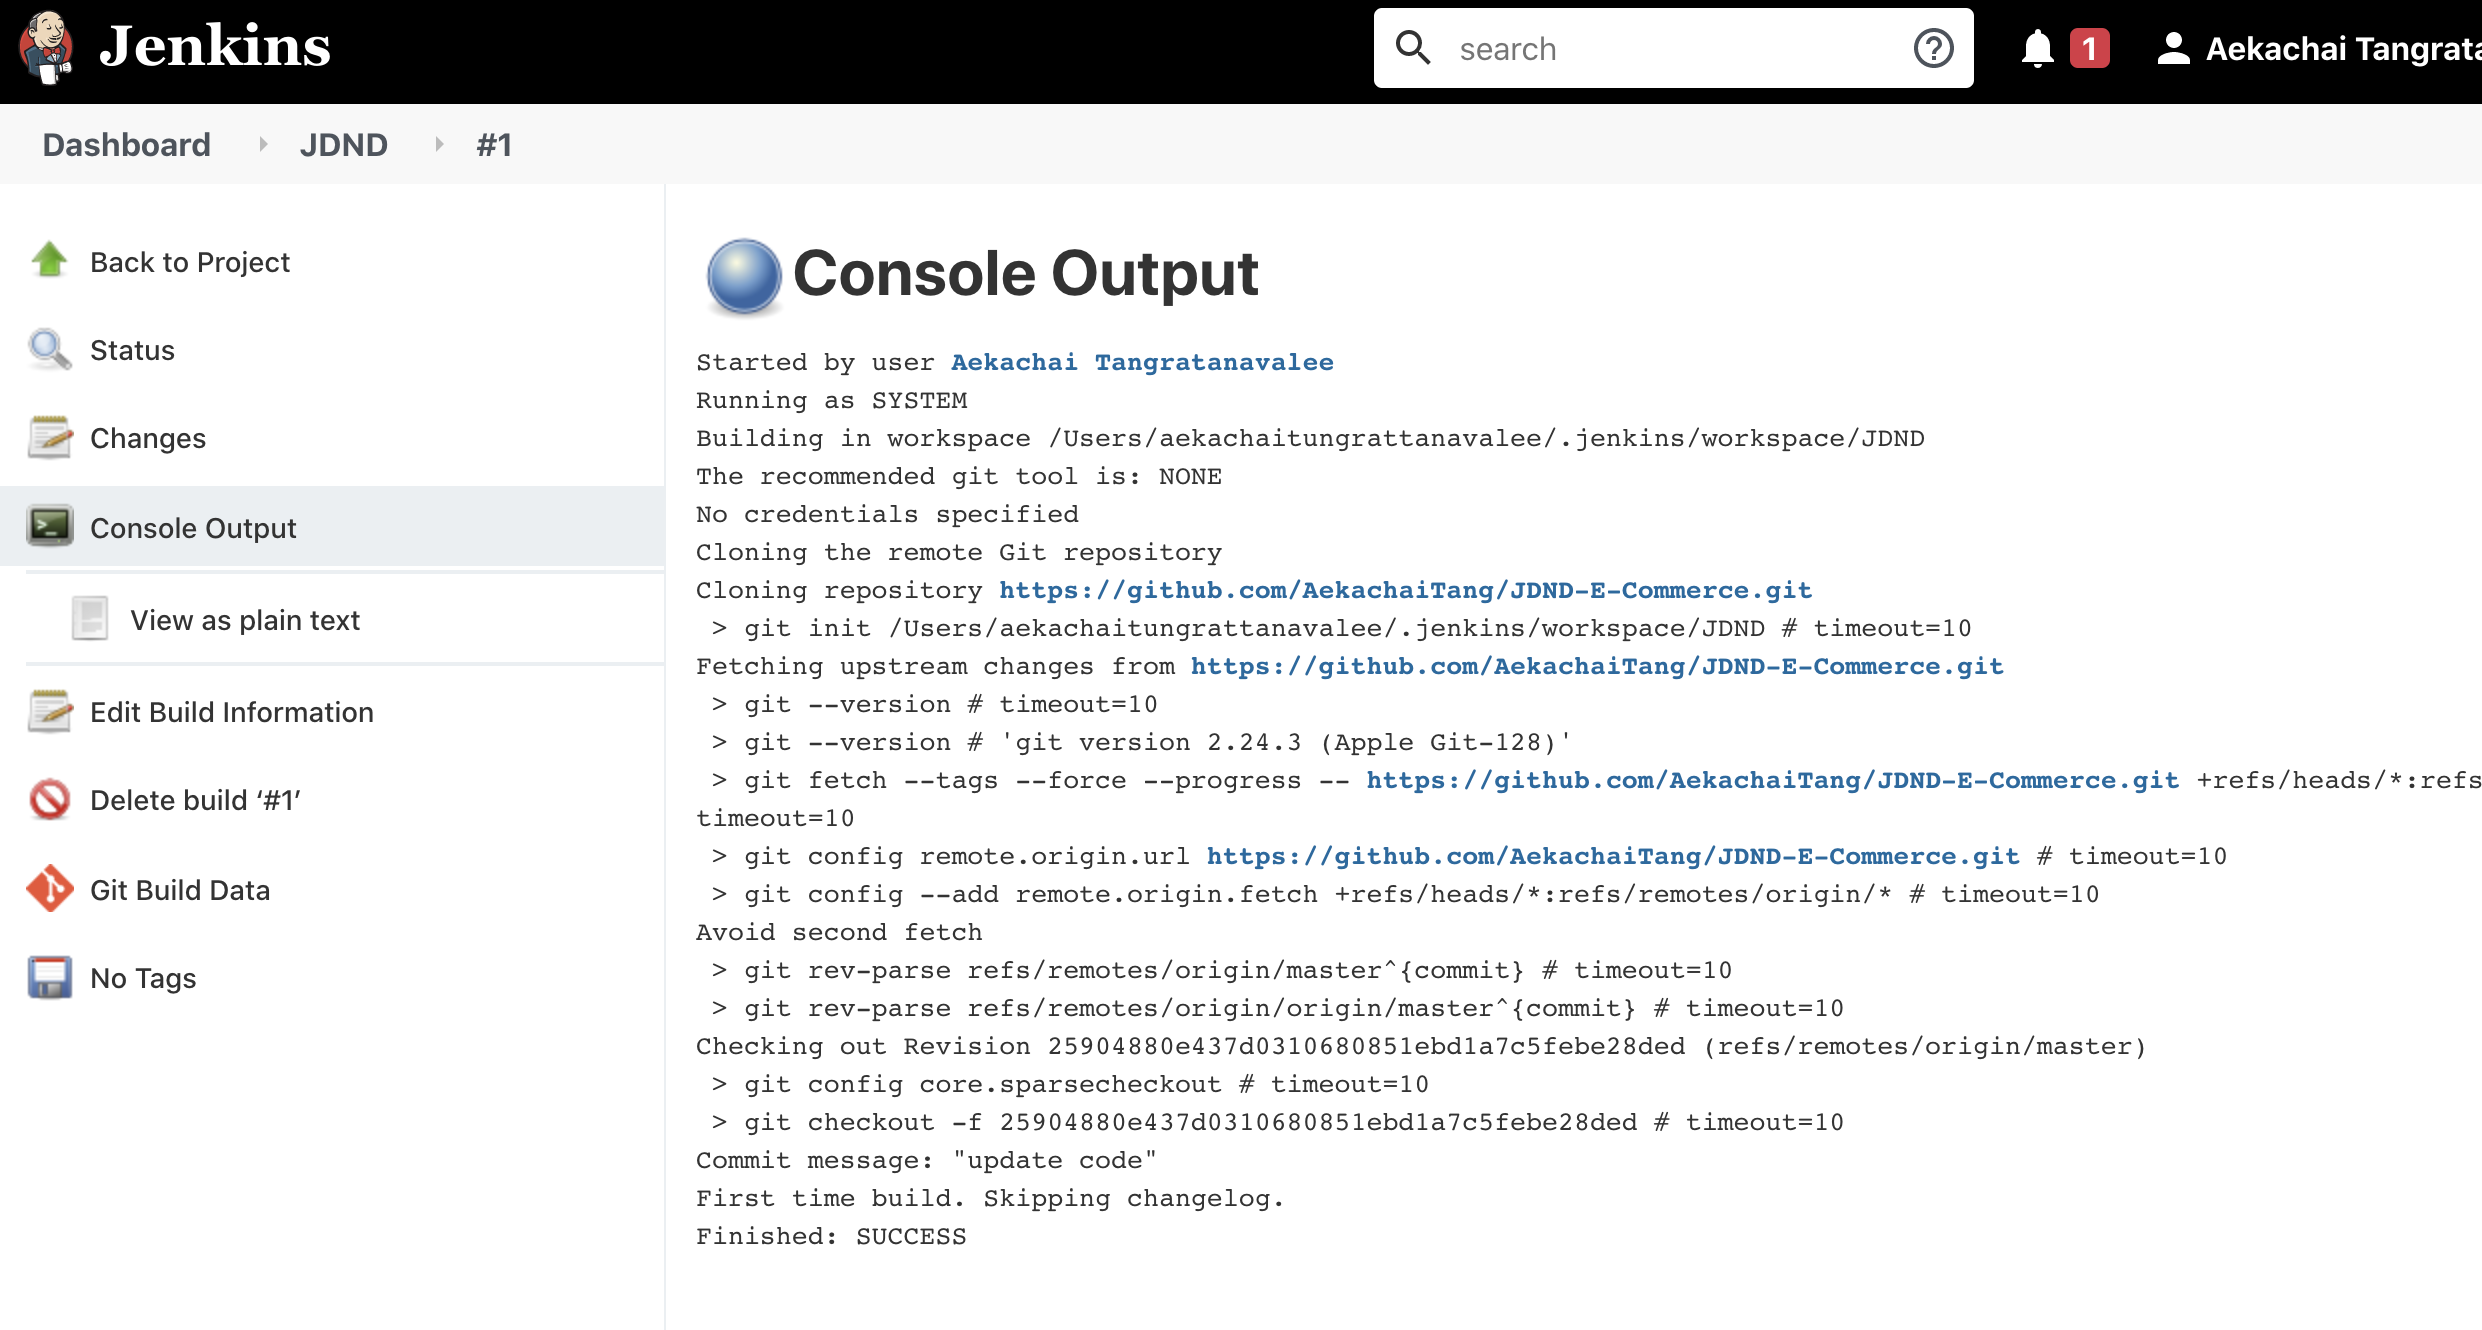 Jenkins
search
1
Aekachai Tangrata
Dashboard
JDND
#1
Back to Project
Status
Changes
Console Output
View as plain text
Edit Build Information
Delete build ‘#1’
Git Build Data
No Tags
Console Output
Started by user Aekachai Tangratanavalee
Running as SYSTEM
Building in workspace /Users/aekachaitungrattanavalee/.jenkins/workspace/JDND
The recommended git tool is: NONE
No credentials specified
Cloning the remote Git repository
Cloning repository https://github.com/AekachaiTang/JDND-E-Commerce.git
> git init /Users/aekachaitungrattanavalee/.jenkins/workspace/JDND # timeout=10
Fetching upstream changes from https://github.com/AekachaiTang/JDND-E-Commerce.git
> git --version # timeout=10
> git --version # 'git version 2.24.3 (Apple Git-128)'
> git fetch --tags --force --progress -- https://github.com/AekachaiTang/JDND-E-Commerce.git +refs/heads/*:refs
timeout=10
> git config remote.origin.url https://github.com/AekachaiTang/JDND-E-Commerce.git # timeout=10
> git config --add remote.origin.fetch +refs/heads/*:refs/remotes/origin/* # timeout=10
Avoid second fetch
> git rev-parse refs/remotes/origin/master^{commit} # timeout=10
> git rev-parse refs/remotes/origin/origin/master^{commit} # timeout=10
Checking out Revision 25904880e437d0310680851ebd1a7c5febe28ded (refs/remotes/origin/master)
> git config core.sparsecheckout # timeout=10
> git checkout -f 25904880e437d0310680851ebd1a7c5febe28ded # timeout=10
Commit message: "update code"
First time build. Skipping changelog.
Finished: SUCCESS